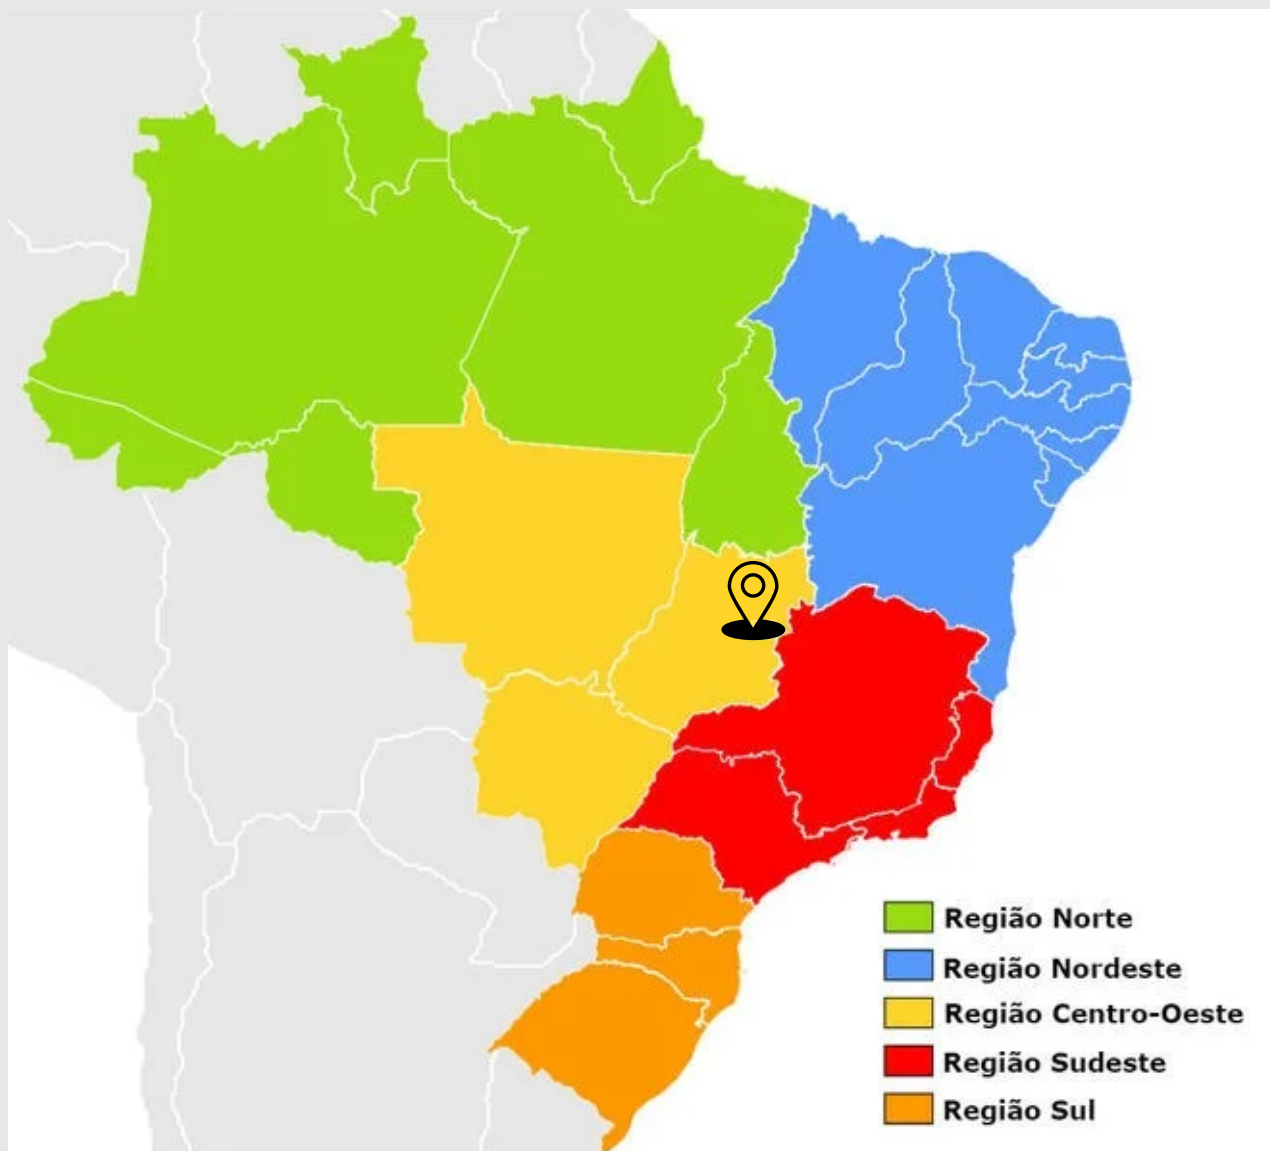 Região Norte
Região Nordeste
Região Centro-Oeste
Região Sudeste
Região Sul